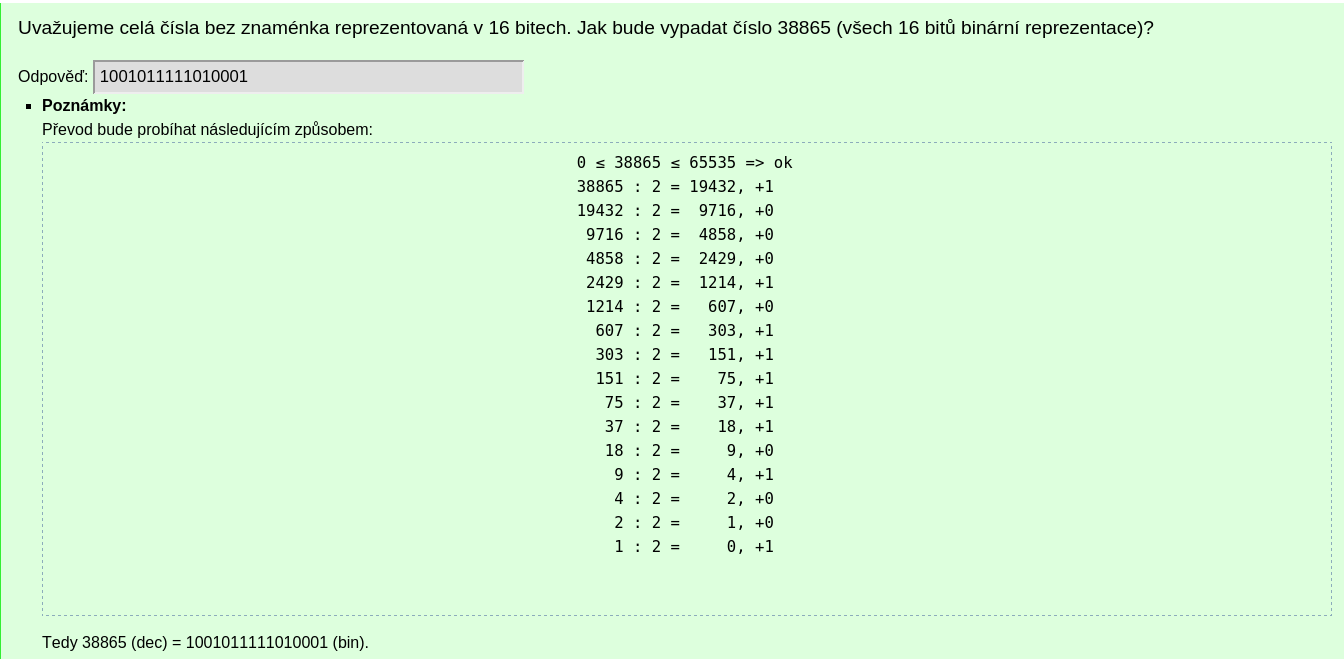 Uvažujeme celá čísla bez znaménka reprezentovaná v 16 bitech. Jak bude vypadat číslo 38865 (všech 16 bitů binární reprezentace)?
Odpověď: 1001011111010001
▪ Poznámky:
Převod bude probíhat následujícím způsobem:
0 ≤ 38865 ≤ 65535 => ok
38865 : 2 = 19432, +1
19432 : 2 =  9716, +0
 9716 : 2 =  4858, +0
 4858 : 2 =  2429, +0
 2429 : 2 =  1214, +1
 1214 : 2 =   607, +0
  607 : 2 =   303, +1
  303 : 2 =   151, +1
  151 : 2 =    75, +1
   75 : 2 =    37, +1
   37 : 2 =    18, +1
   18 : 2 =     9, +0
    9 : 2 =     4, +1
    4 : 2 =     2, +0
    2 : 2 =     1, +0
    1 : 2 =     0, +1
Tedy 38865 (dec) = 1001011111010001 (bin).